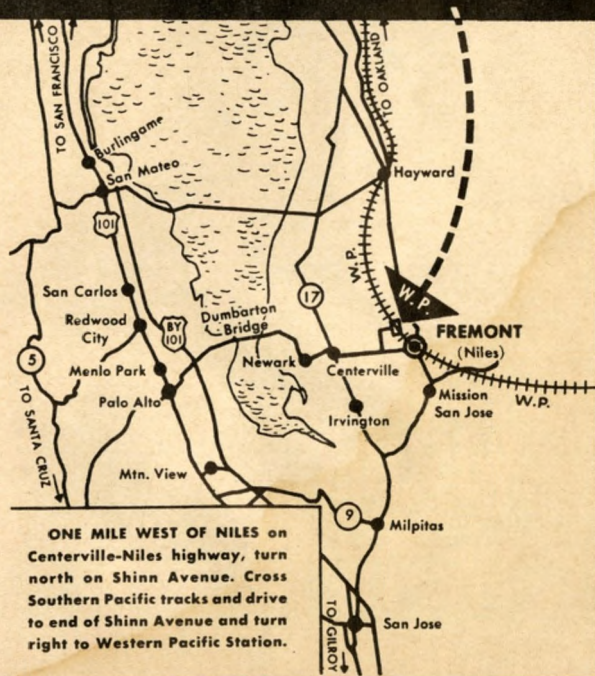 TO SAN FRANCISCO
TO OAKLAND
Burlingame
San Mateo
Hayward
101
W.P.
W.P.
San Carlos
17
Redwood
City
BY
101
Dumbarton
Bridge
FREMONT
(Niles)
5
Menlo Park
Newark
Centerville
Palo Alto
Mission
San Jose
W.P.
TO SANTA CRUZ
Irvington
Mtn. View
9
Milpitas
ONE MILE WEST OF NILES on
Centerville-Niles highway, turn
north on Shinn Avenue. Cross
Southern Pacific tracks and drive
to end of Shinn Avenue and turn
right to Western Pacific Station.
TO GILROY
San Jose